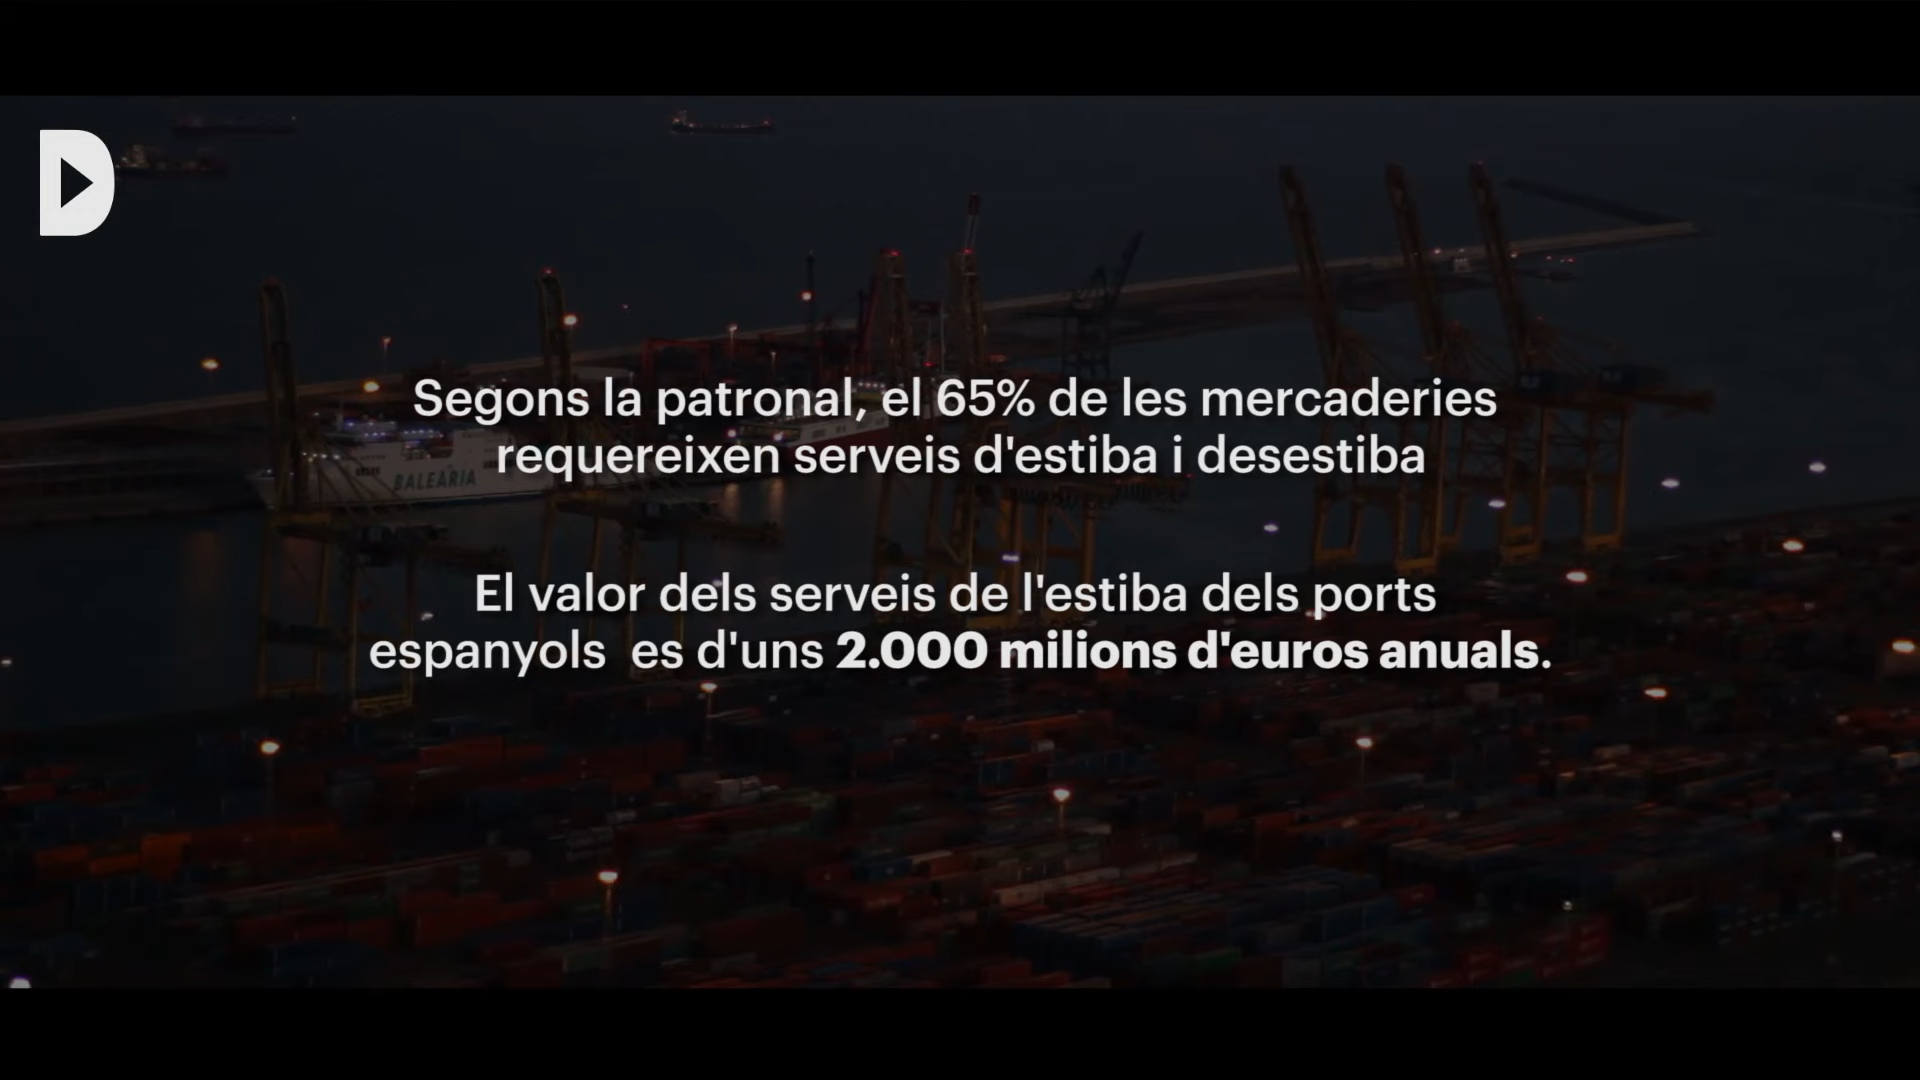 Segons la patronal, el 65% de les mercaderies
requereixen serveis d'estiba i desestiba
El valor dels serveis de l'estiba dels ports
espanyols  es d'uns 2.000 milions d'euros anuals.
BALEÀRIA